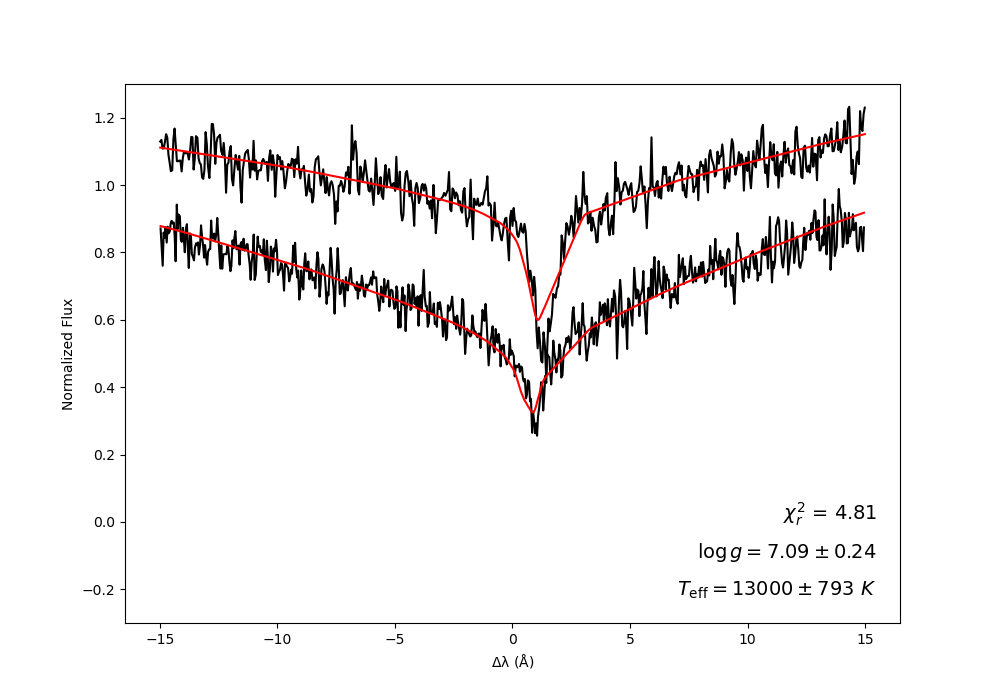 1.2
1.0
0.8
0.6
0.4
0.2
0.0
−0.2
Normalized Flux
χ²ᵣ = 4.81
log g = 7.09 ± 0.24
T_eff = 13000 ± 793 K
−15 −10 −5 0 5 10 15
Δλ (Å)